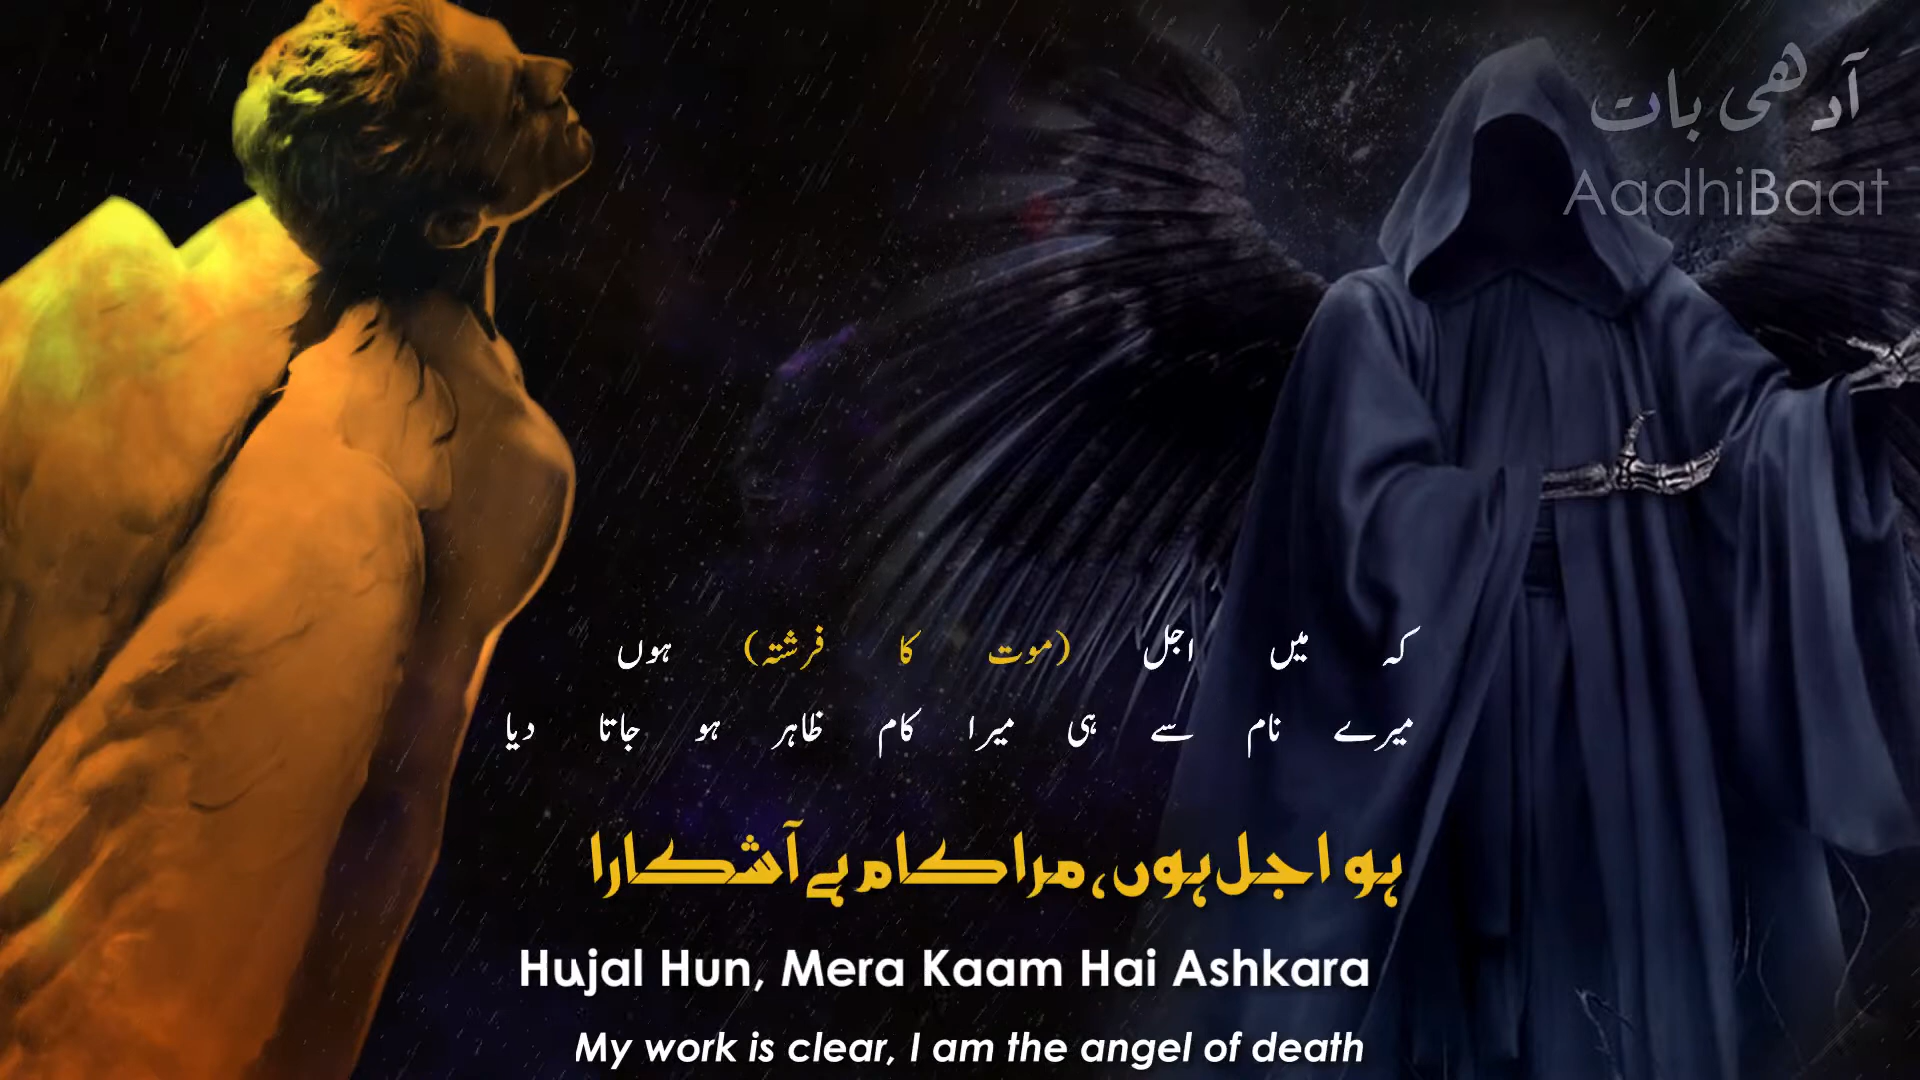 آدھی بات
AadhiBaat
کہ میں اجل (موت کا فرشتہ) ہوں
میرے نام سے ہی میرا کام ظاہر ہو جاتا دیا
ہو اجل ہوں، مرا کام ہے آشکارا
Hujal Hun, Mera Kaam Hai Ashkara
My work is clear, I am the angel of death